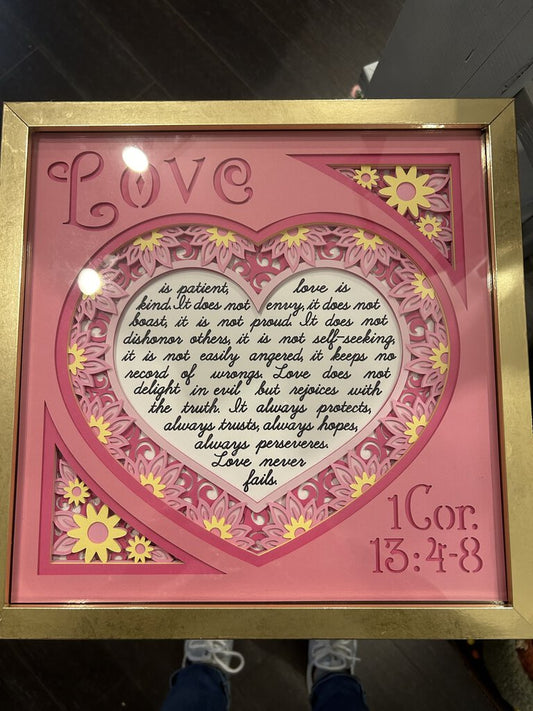 Love
is patient, love is
kind. It does not envy, it does not
boast, it is not proud. It does not
dishonor others, it is not self-seeking,
it is not easily angered, it keeps no
record of wrongs. Love does not
delight in evil but rejoices with
the truth. It always protects,
always trusts, always hopes,
always perseveres.
Love never
fails.
1Cor.
13:4-8